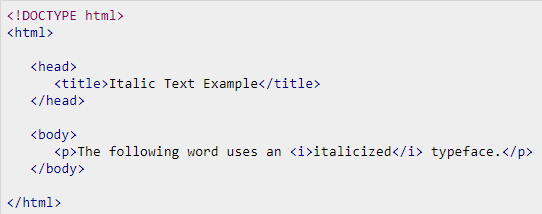 <!DOCTYPE html>
<html>
<head>
<title>Italic Text Example</title>
</head>
<body>
<p>The following word uses an <i>italicized</i> typeface.</p>
</body>
</html>